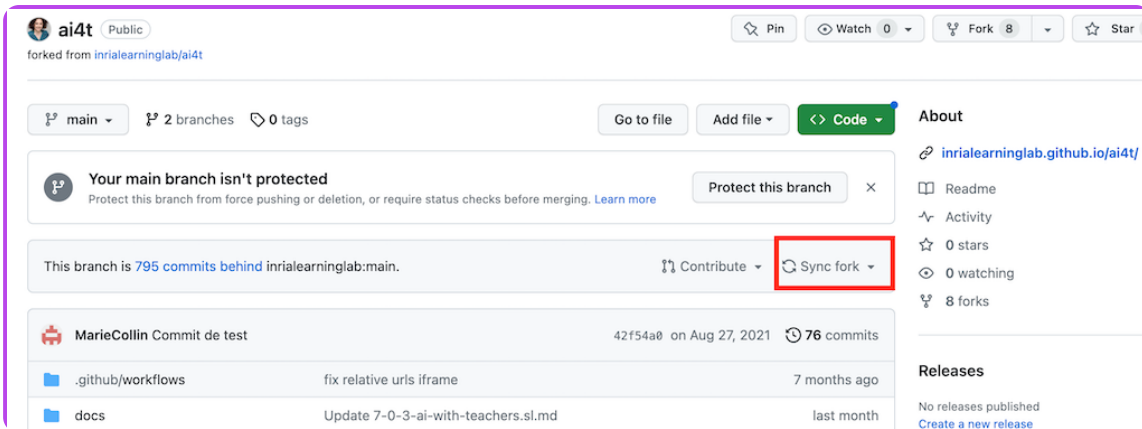 ai4t Public
Pin Watch 0 Fork 8 Star
forked from inrialearninglab/ai4t
main 2 branches 0 tags Go to file Add file Code
Your main branch isn't protected
Protect this branch from force pushing or deletion, or require status checks before merging. Learn more
Protect this branch
This branch is 795 commits behind inrialearninglab:main.
Contribute Sync fork
MarieCollin Commit de test 42f54a0 on Aug 27, 2021 76 commits
.github/workflows fix relative urls iframe 7 months ago
docs Update 7-0-3-ai-with-teachers.sl.md last month
About
inrialearninglab.github.io/ai4t/
Readme
Activity
0 stars
0 watching
8 forks
Releases
No releases published
Create a new release